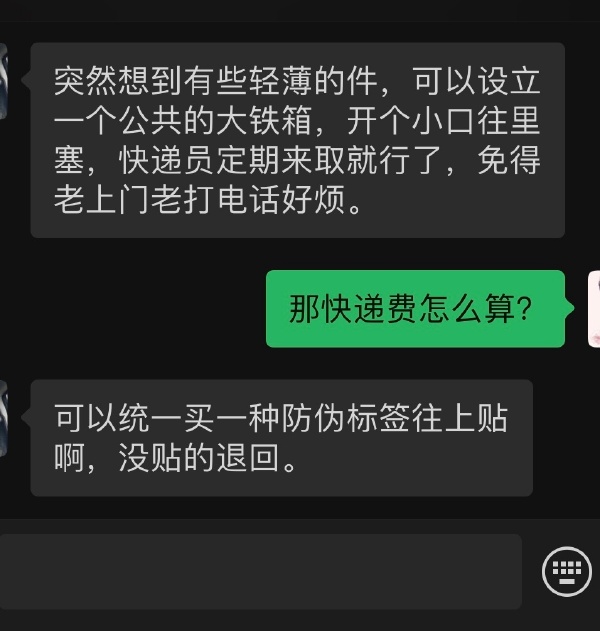 突然想到有些轻薄的件，可以设立
一个公共的大铁箱，开个小口往里
塞，快递员定期来取就行了，免得
老上门老打电话好烦。
那快递费怎么算？
可以统一买一种防伪标签往上贴
啊，没贴的退回。